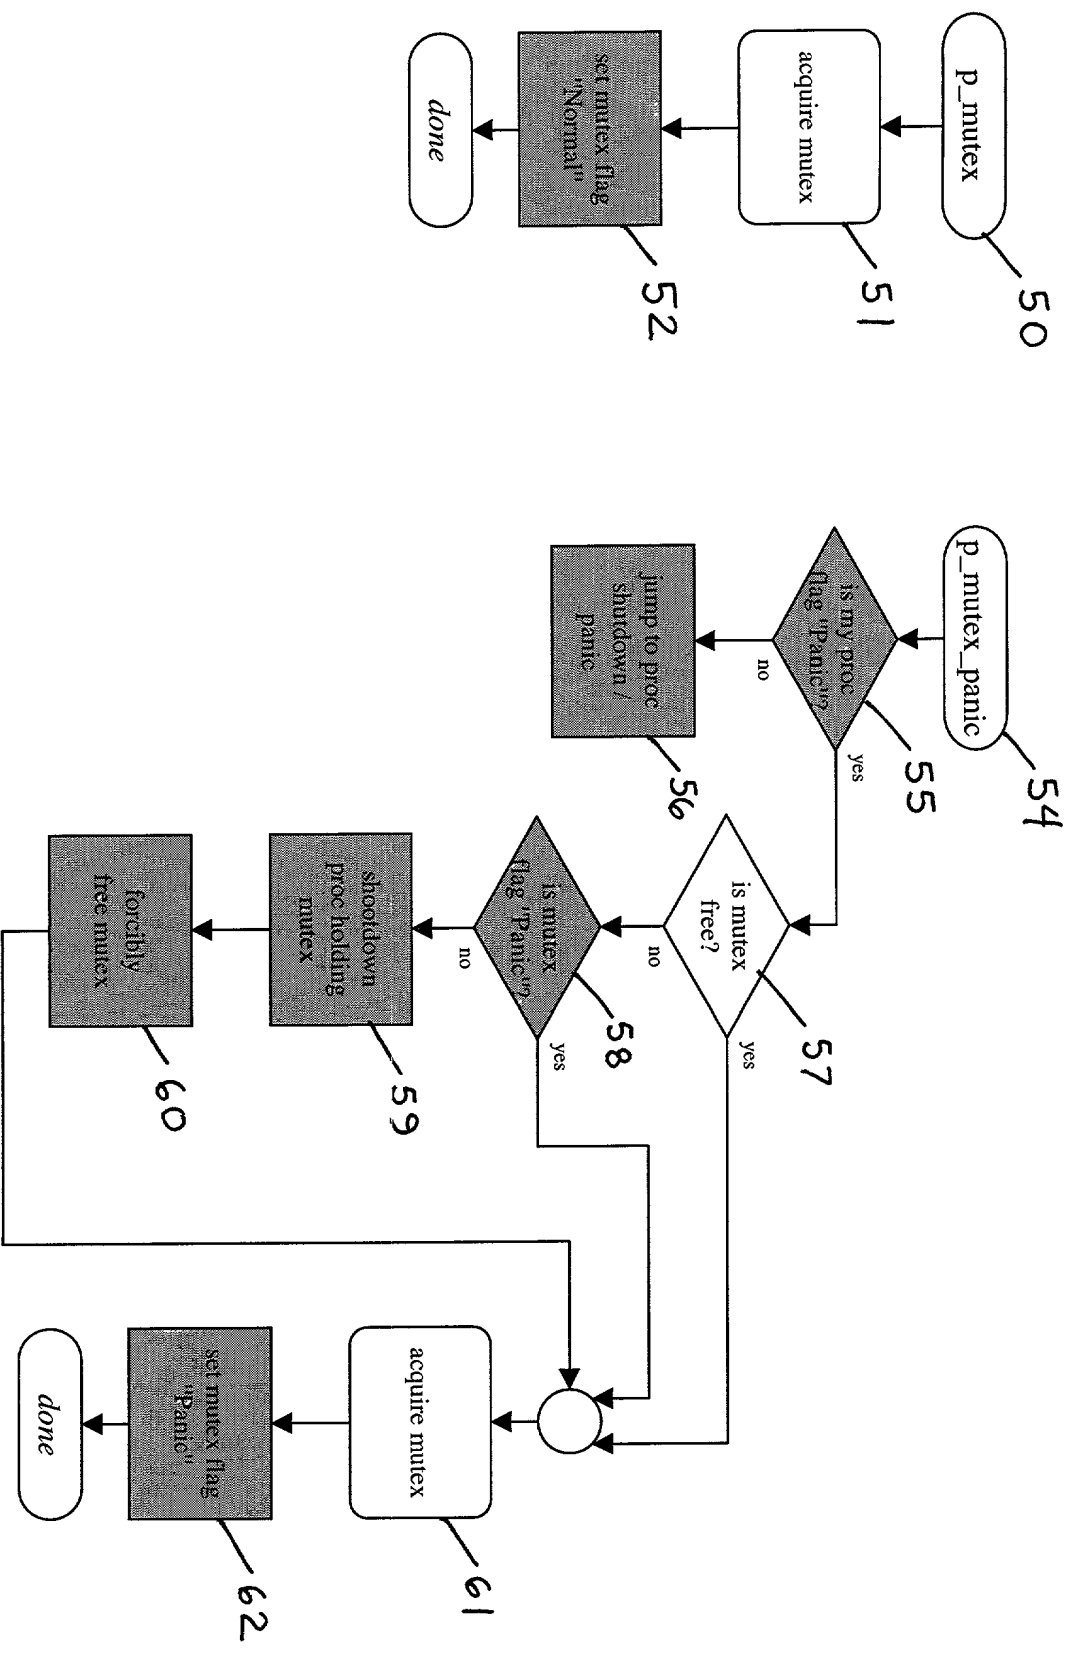 p_mutex
50
acquire mutex
51
set mutex flag
"Normal"
52
done
p_mutex_panic
54
is my proc
flag "Panic"?
55
yes
no
jump to proc
shutdown /
panic
56
is mutex
free?
57
yes
no
is mutex
flag "Panic"?
58
yes
no
shootdown
proc holding
mutex
59
forcibly
free mutex
60
acquire mutex
61
set mutex flag
"Panic"
62
done